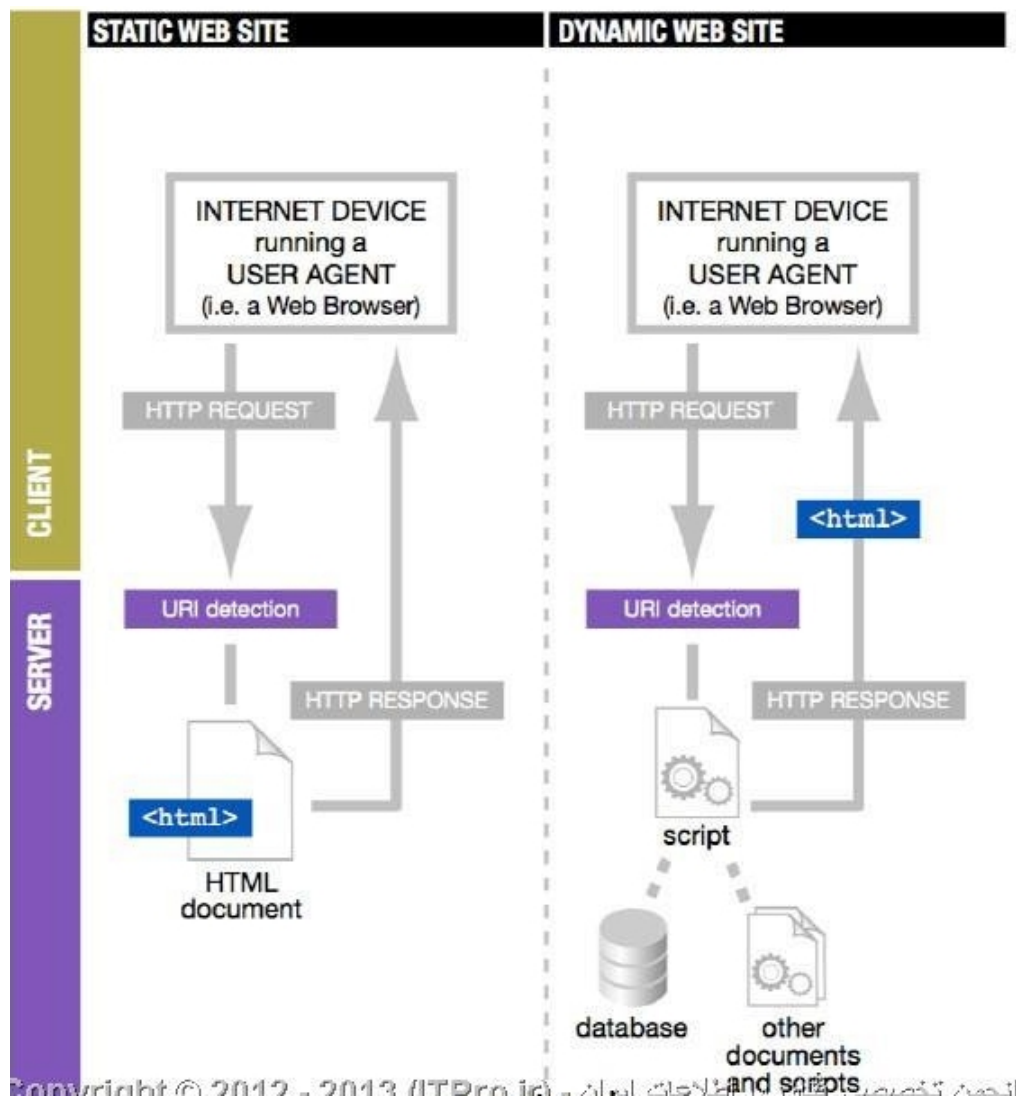 STATIC WEB SITE
DYNAMIC WEB SITE
CLIENT
SERVER
INTERNET DEVICE
running a
USER AGENT
(i.e. a Web Browser)
HTTP REQUEST
URI detection
HTTP RESPONSE
<html>
HTML
document
INTERNET DEVICE
running a
USER AGENT
(i.e. a Web Browser)
HTTP REQUEST
<html>
URI detection
HTTP RESPONSE
script
database
other
documents
and scripts
Copyright © 2012 - 2013 (ITPro.ir) -